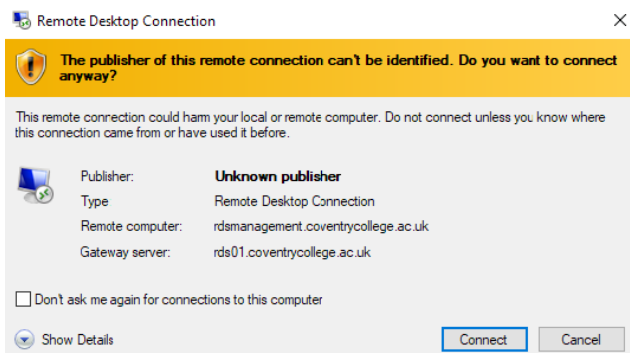 Remote Desktop Connection
The publisher of this remote connection can't be identified. Do you want to connect
anyway?
This remote connection could harm your local or remote computer. Do not connect unless you know where
this connection came from or have used it before.
Publisher: Unknown publisher
Type Remote Desktop Connection
Remote computer: rdsmanagement.coventrycollege.ac.uk
Gateway server: rds01.coventrycollege.ac.uk
Don't ask me again for connections to this computer
Show Details Connect Cancel